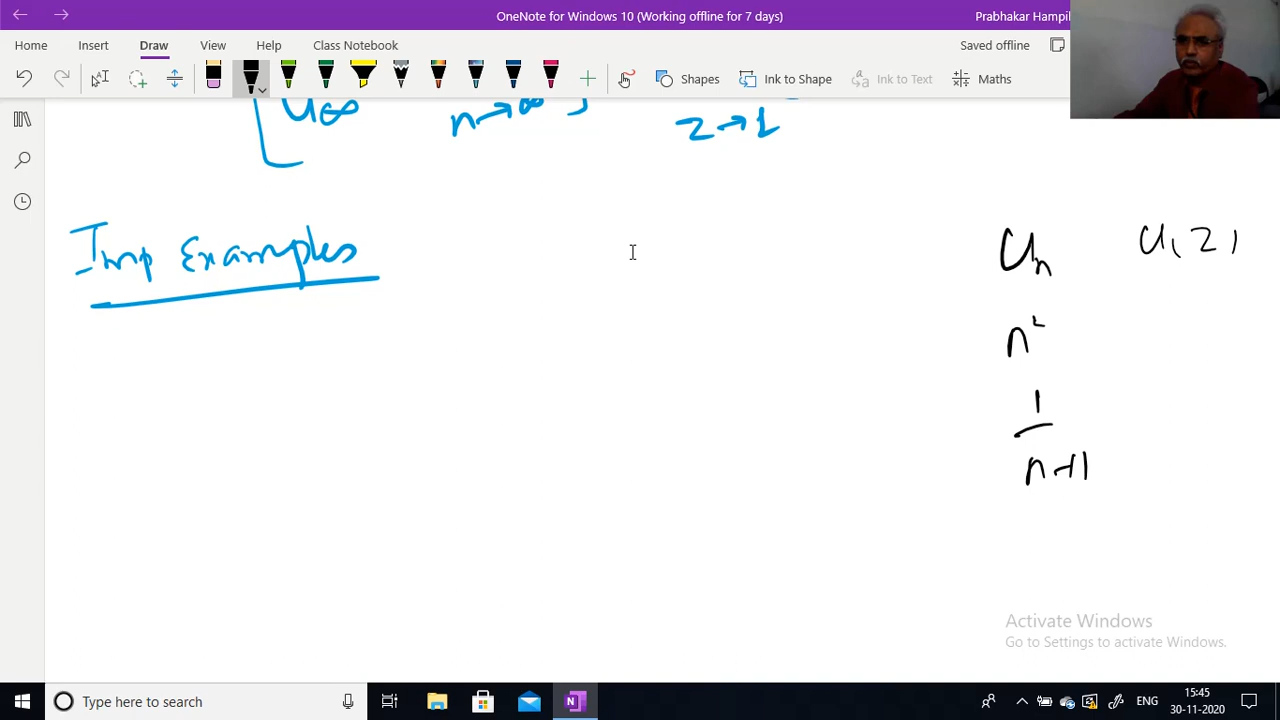 OneNote for Windows 10 (Working offline for 7 days)
Prabhakar Hampil
Home Insert Draw View Help Class Notebook
Saved offline
Shapes Ink to Shape Ink to Text Maths
U∞ n→∞ z→1
Imp Examples
Un U(z)
n²
1
n+1
Activate Windows
Go to Settings to activate Windows.
Type here to search
ENG
15:45
30-11-2020